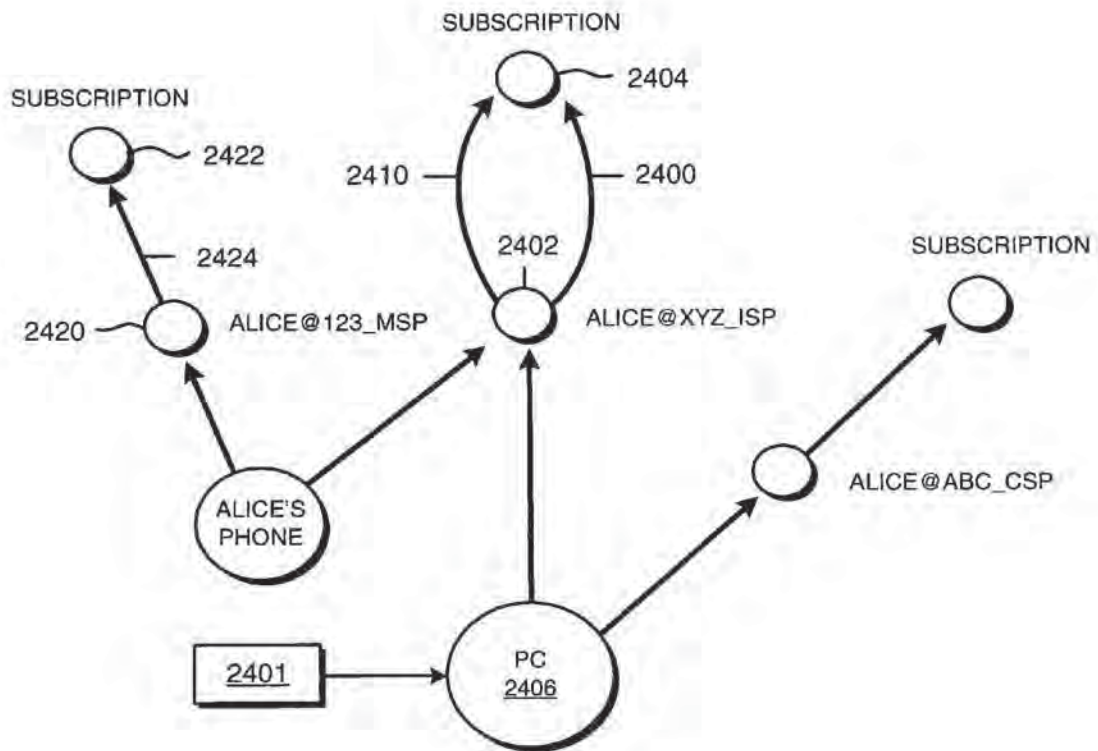 SUBSCRIPTION
2404
SUBSCRIPTION
2422
2410
2400
2402
SUBSCRIPTION
2424
2420
ALICE@123_MSP
ALICE@XYZ_ISP
ALICE@ABC_CSP
ALICE'S
PHONE
PC
2406
2401